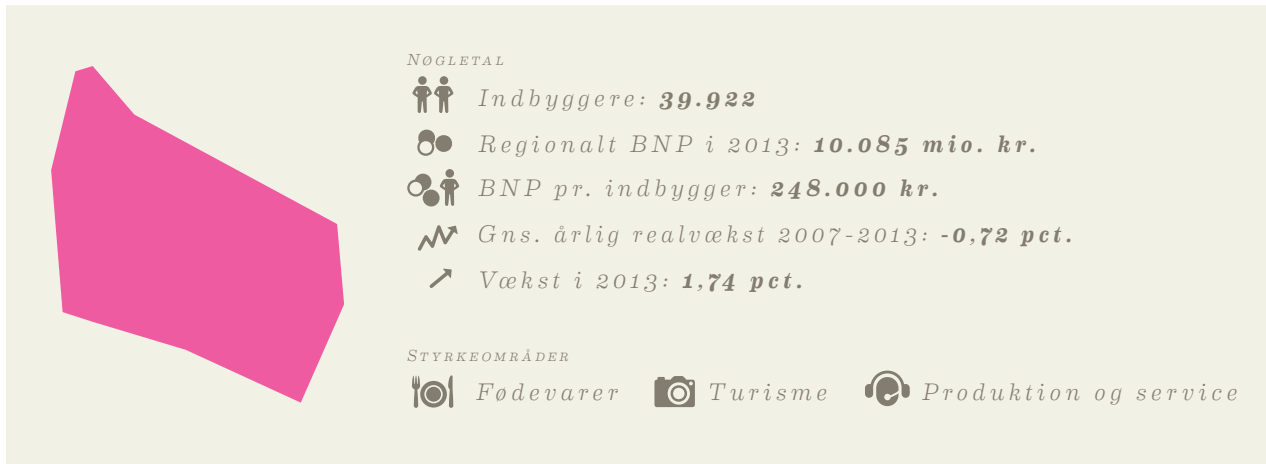 Nøgletal
Indbyggere: 39.922
Regionalt BNP i 2013: 10.085 mio. kr.
BNP pr. indbygger: 248.000 kr.
Gns. årlig realvækst 2007-2013: -0,72 pct.
Vækst i 2013: 1,74 pct.
Styrkeområder
Fødevarer Turisme Produktion og service